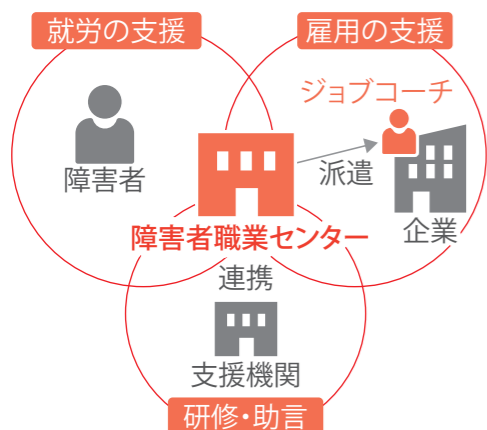 就労の支援
雇用の支援
ジョブコーチ
障害者
派遣
企業
障害者職業センター
連携
支援機関
研修・助言